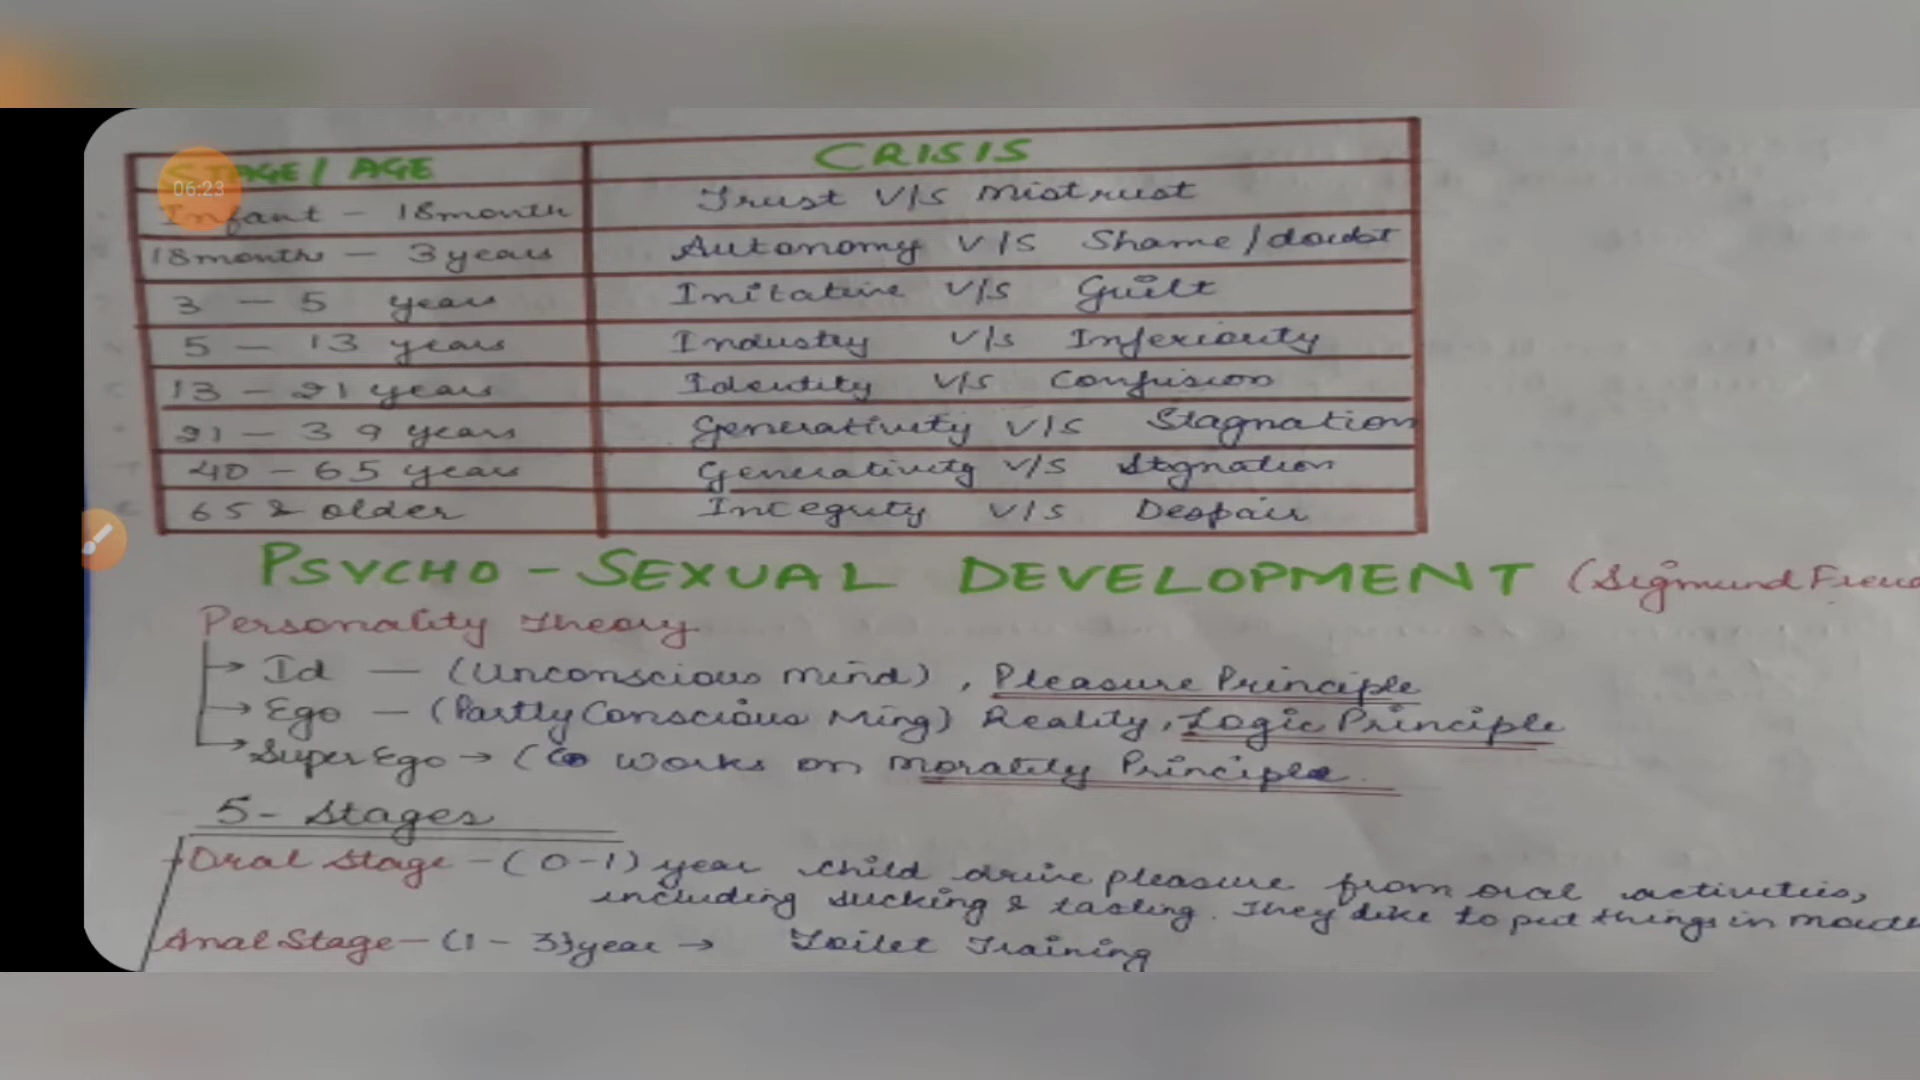 STAGE / AGE CRISIS
06:23
Infant - 18month Trust V/S Mistrust
18months - 3years Autonomy V/S Shame/doubt
3 - 5 years Imitative V/S Guilt
5 - 13 years Industry V/S Inferiority
13 - 21 years Identity V/S Confusion
21 - 39 years Generativity V/S Stagnation
40 - 65 years Generativity V/S Stgnation
65 & older Integrity V/S Despair
PSYCHO - SEXUAL DEVELOPMENT (Sigmund Freud
Personality Theory
→ Id — (Unconscious Mind), Pleasure Principle
→ Ego — (Partly Conscious Ming) Reality, Logic Principle
→ Super Ego → ( Works on Morality Principle.
5 - Stages
Oral Stage - (0-1) year child drive pleasure from oral activities,
including sucking & tasting. They like to put things in mouth
Anal Stage - (1 - 3) year → Toilet Training